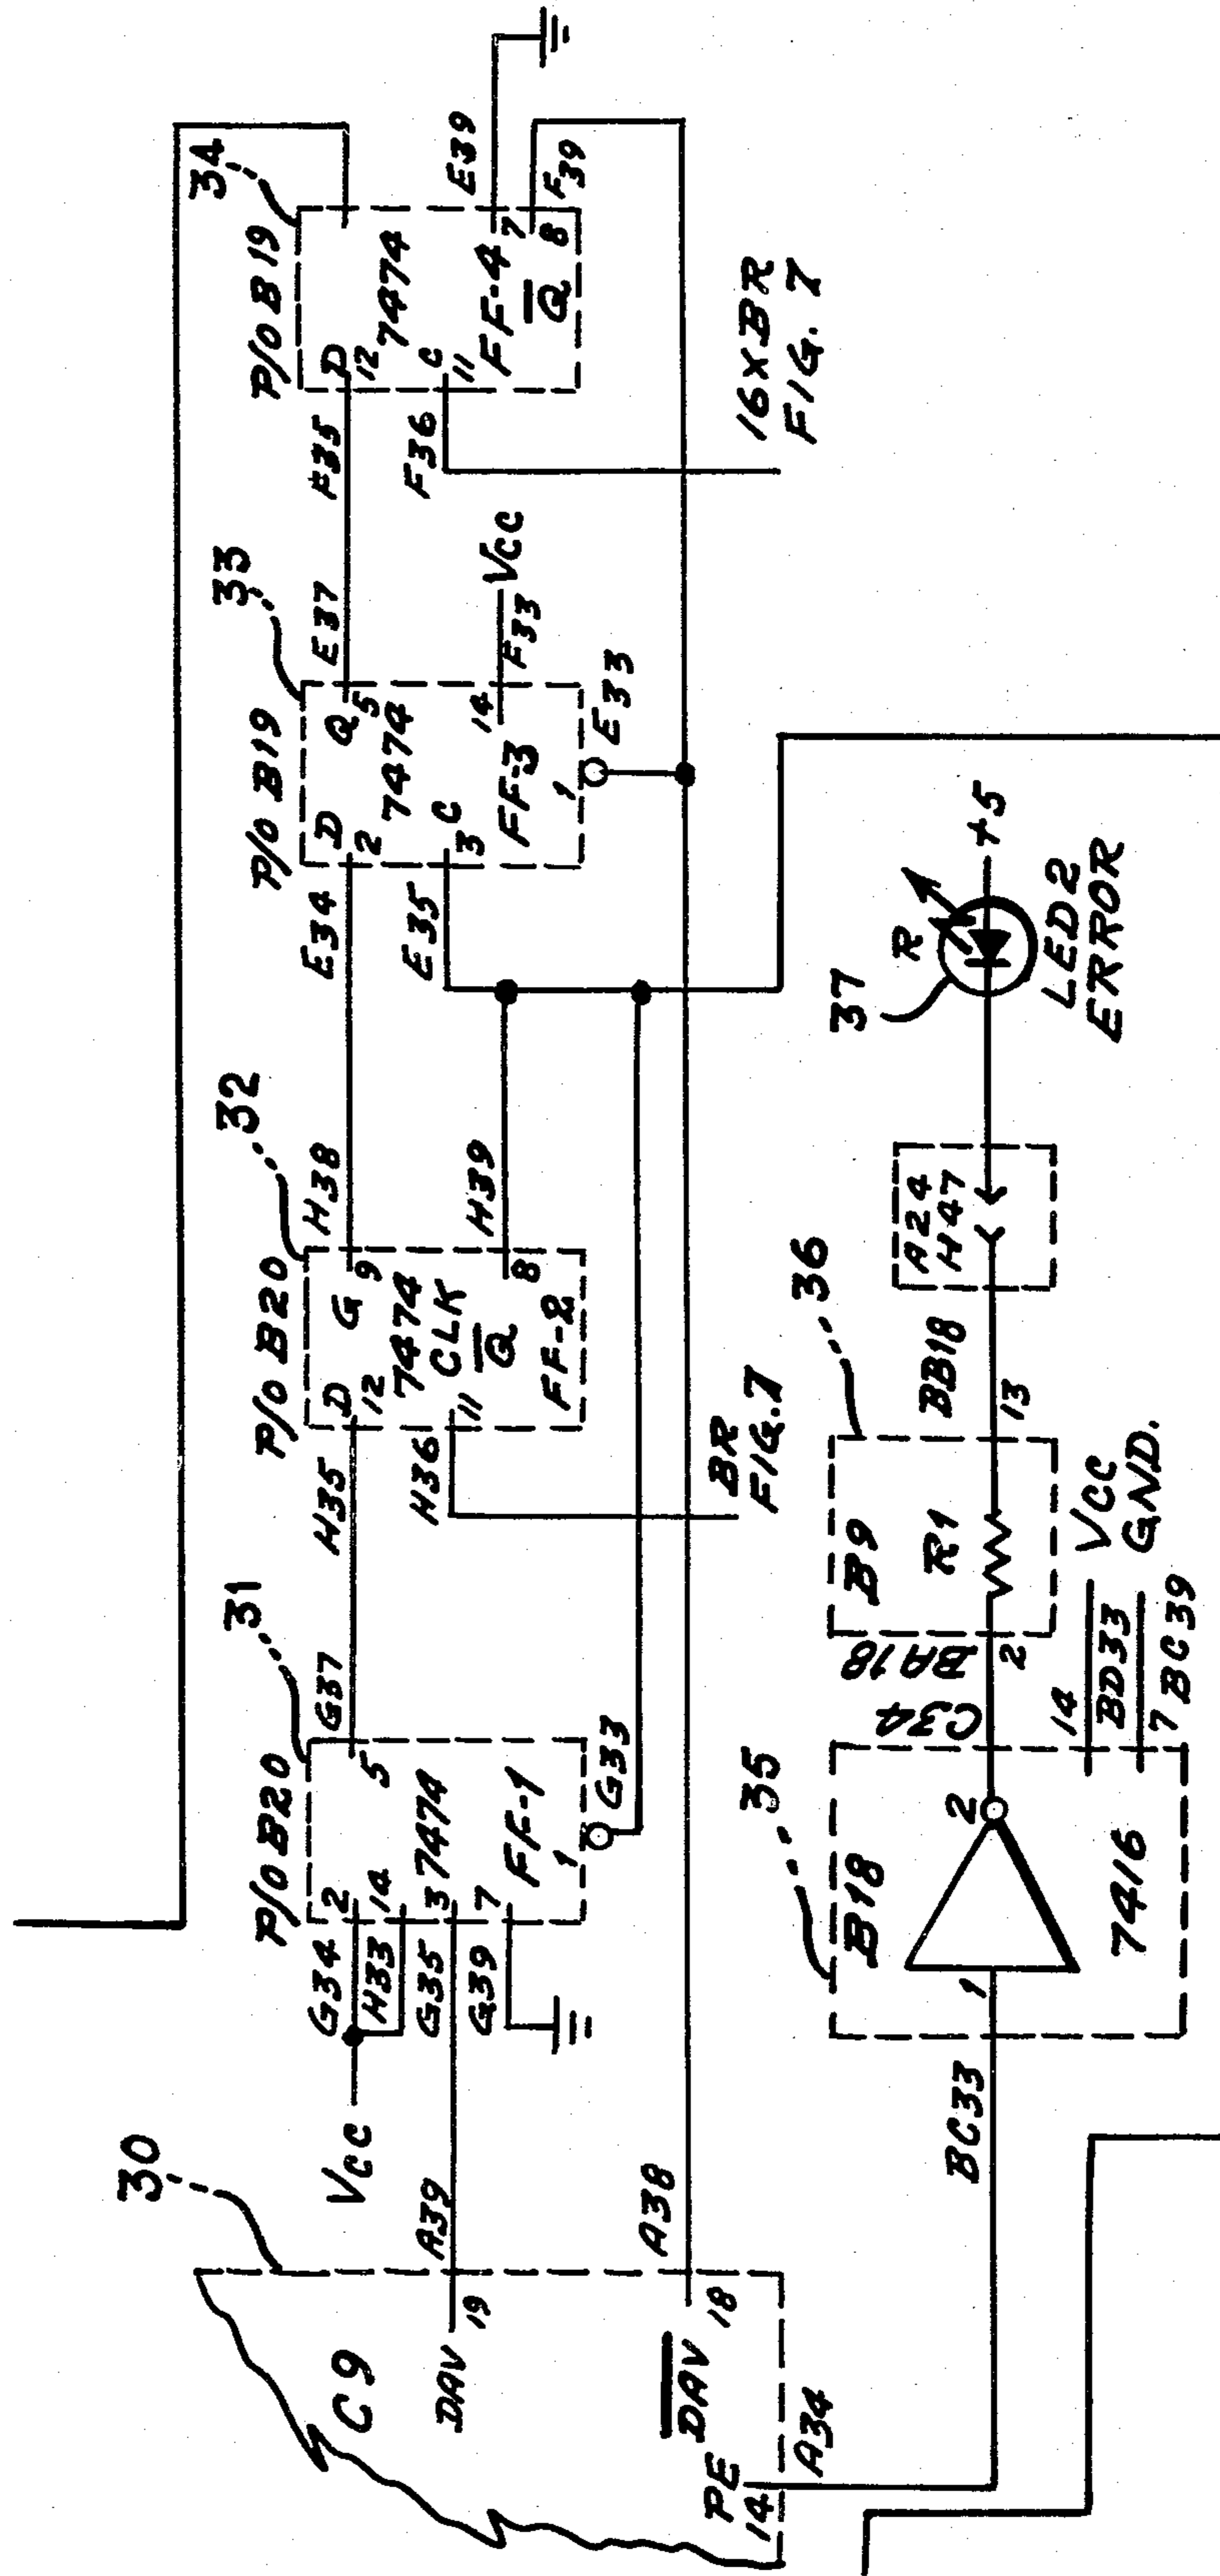 30
C9
DAV
19
DAV
18
PE
14
A34
A39
A38
VCC
G34
H33
G35
G39
P/O B20
31
2
14
3
7
5
7474
FF-1
1
G33
G37
H35
H36
BR
FIG. 7
P/O B20
32
D
12
G
9
7474
CLK
11
Q
8
FF-2
H38
H39
E34
E35
P/O B19
33
D
2
Q
5
7474
C
3
14
FF-3
1
E33
E37
F33
VCC
F35
F36
16XBR
FIG. 7
P/O B19
34
D
12
7474
C
11
FF-4
7
Q
8
E39
F39
BC33
35
B18
1
2
7416
C34
BA18
14
BD33
VCC
7
BC39
GND.
36
B9
R1
2
13
BB18
A24
H47
37
R
+5
LED2
ERROR